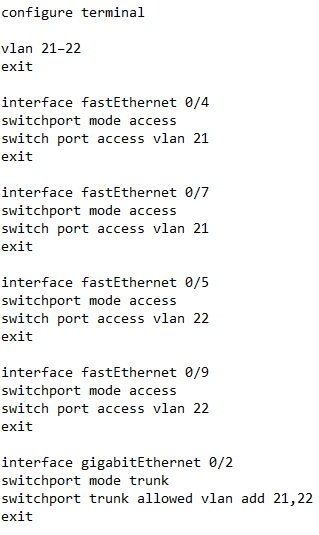 configure terminal
vlan 21–22
exit
interface fastEthernet 0/4
switchport mode access
switch port access vlan 21
exit
interface fastEthernet 0/7
switchport mode access
switch port access vlan 21
exit
interface fastEthernet 0/5
switchport mode access
switch port access vlan 22
exit
interface fastEthernet 0/9
switchport mode access
switch port access vlan 22
exit
interface gigabitEthernet 0/2
switchport mode trunk
switchport trunk allowed vlan add 21,22
exit